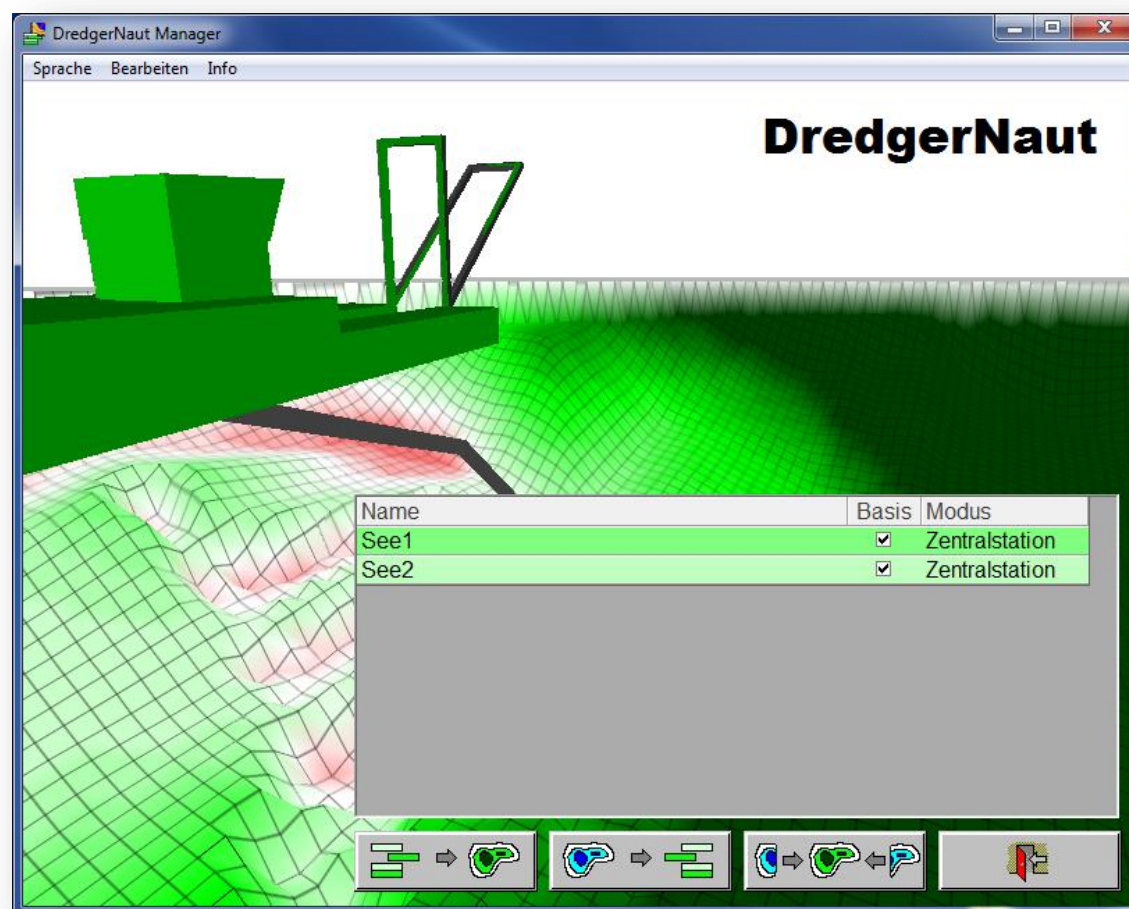 DredgerNaut Manager
Sprache Bearbeiten Info
DredgerNaut
Name Basis Modus
See1 Zentralstation
See2 Zentralstation